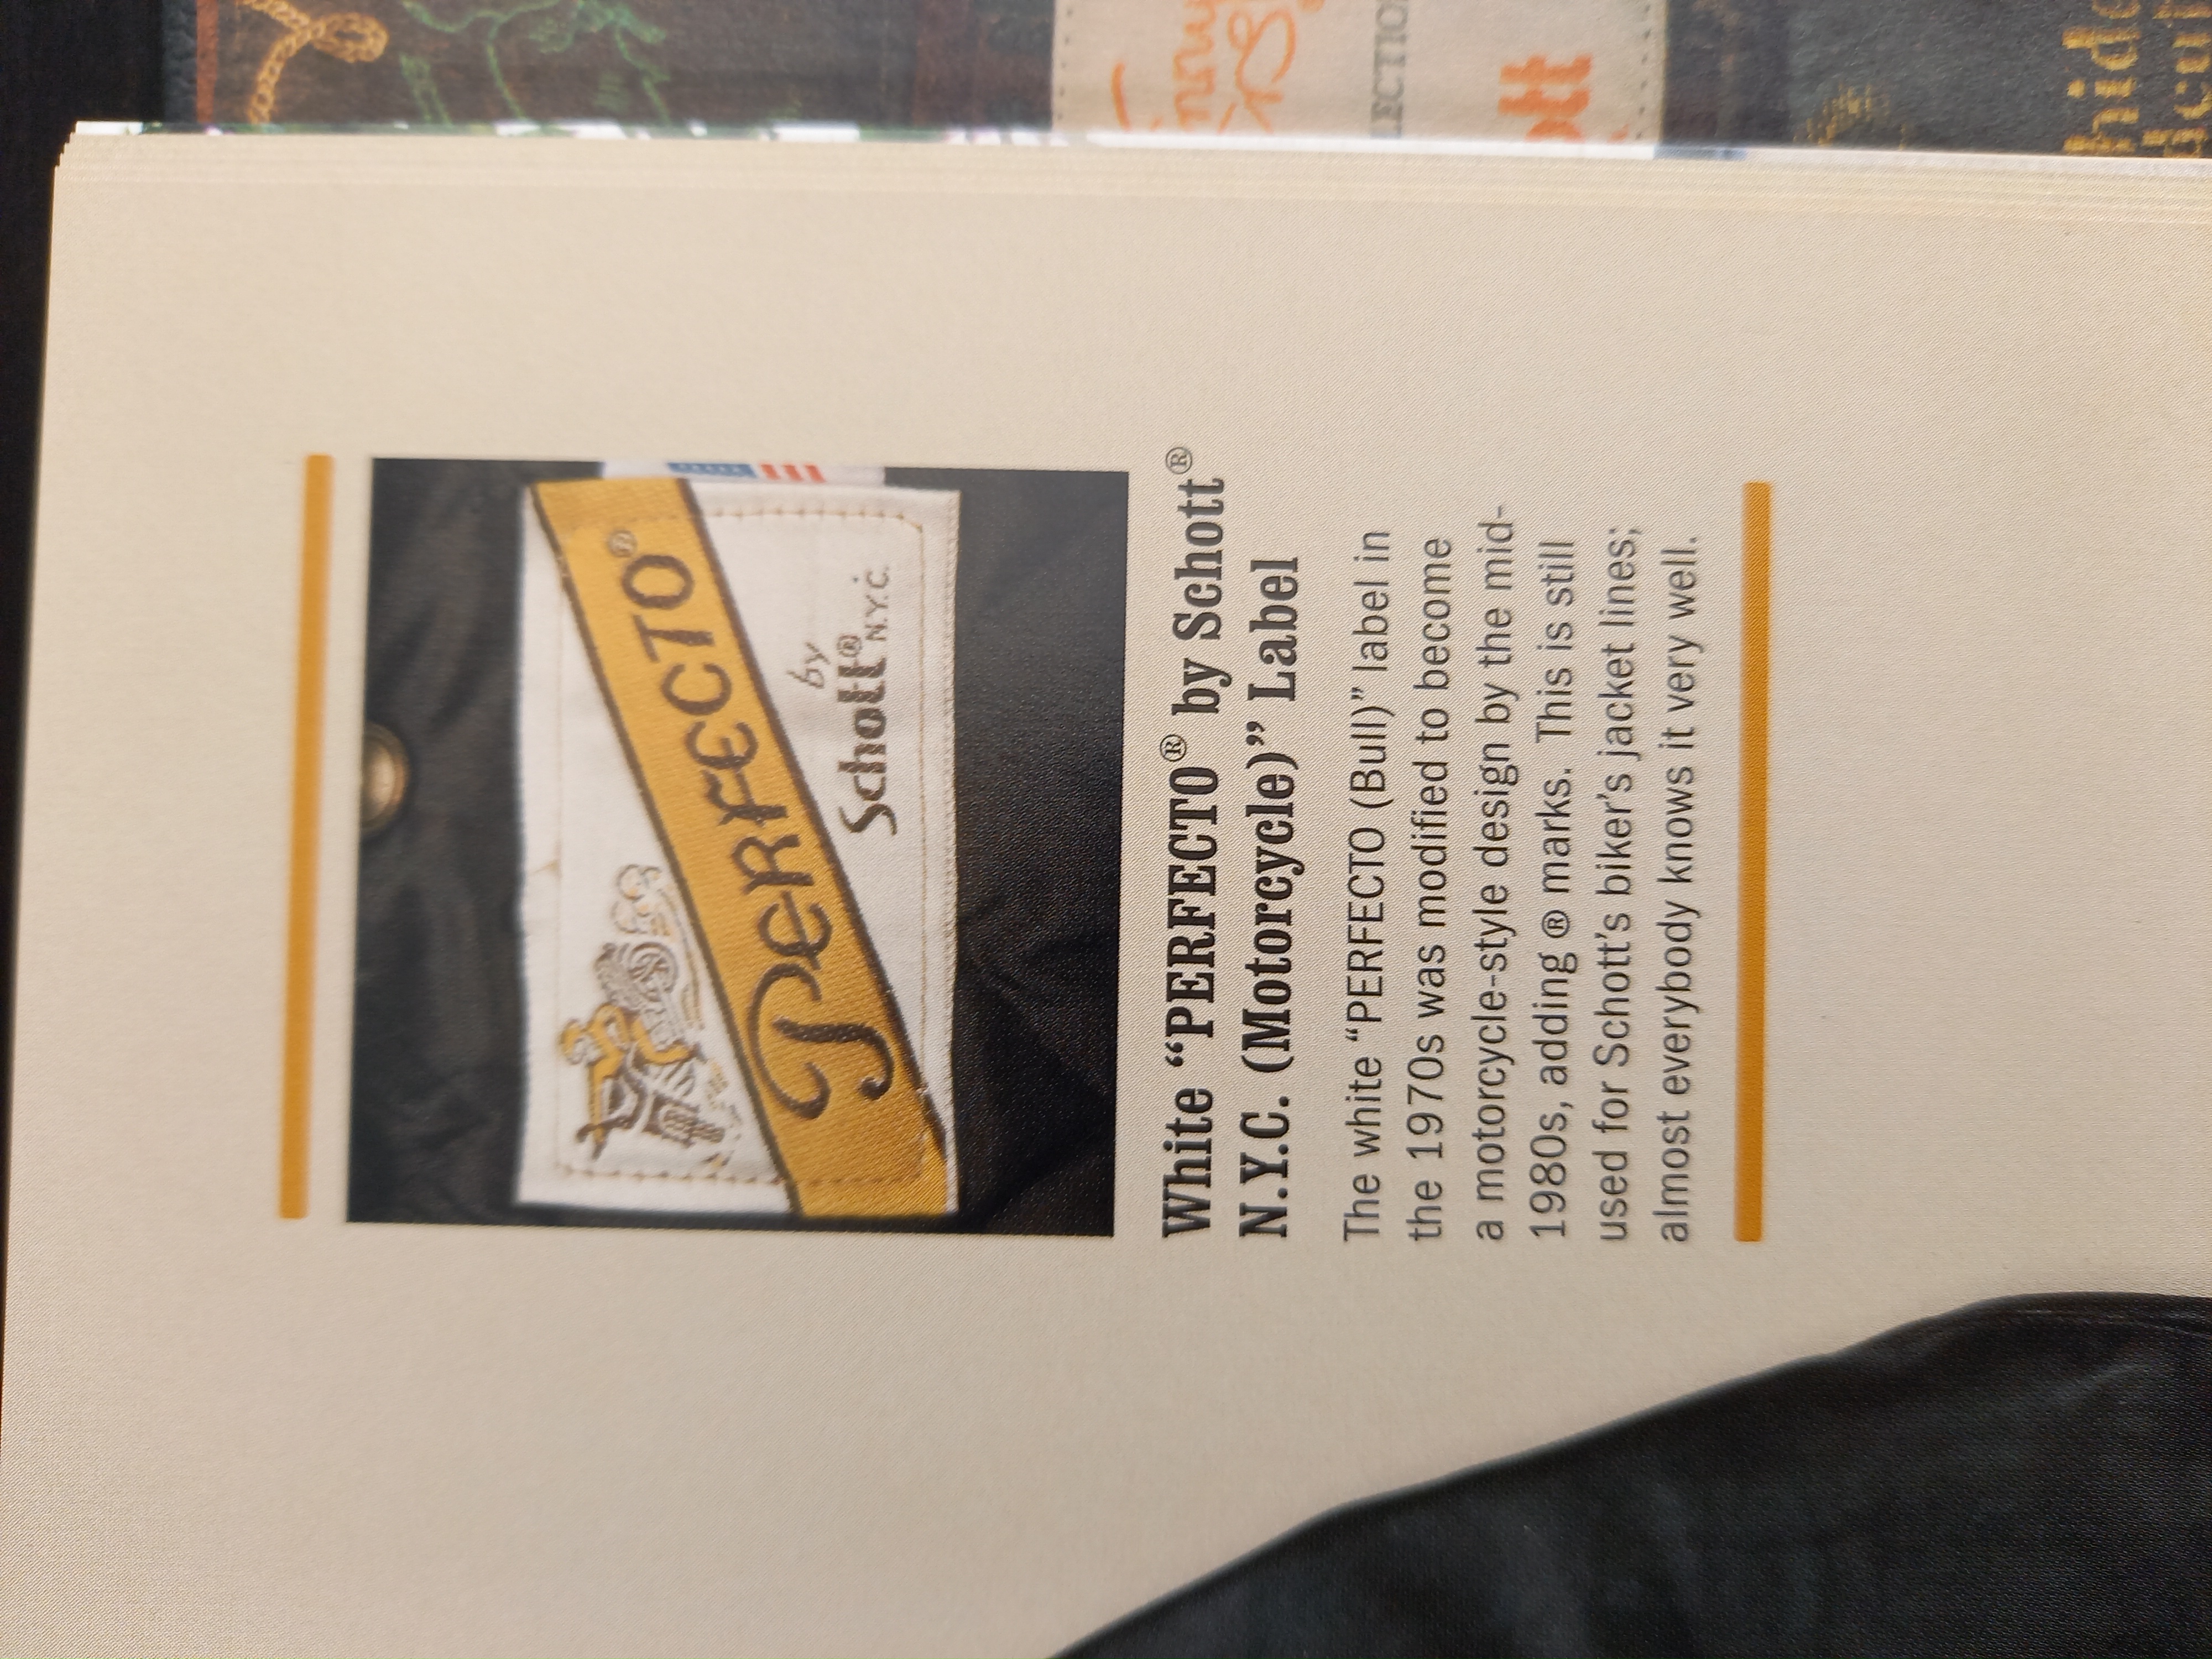 PERFECTO®
by
Schott®
N.Y.C.
White “PERFECTO® by Schott®
N.Y.C. (Motorcycle)” Label
The white “PERFECTO (Bull)” label in
the 1970s was modified to become
a motorcycle-style design by the mid-
1980s, adding ® marks. This is still
used for Schott’s biker’s jacket lines;
almost everybody knows it very well.